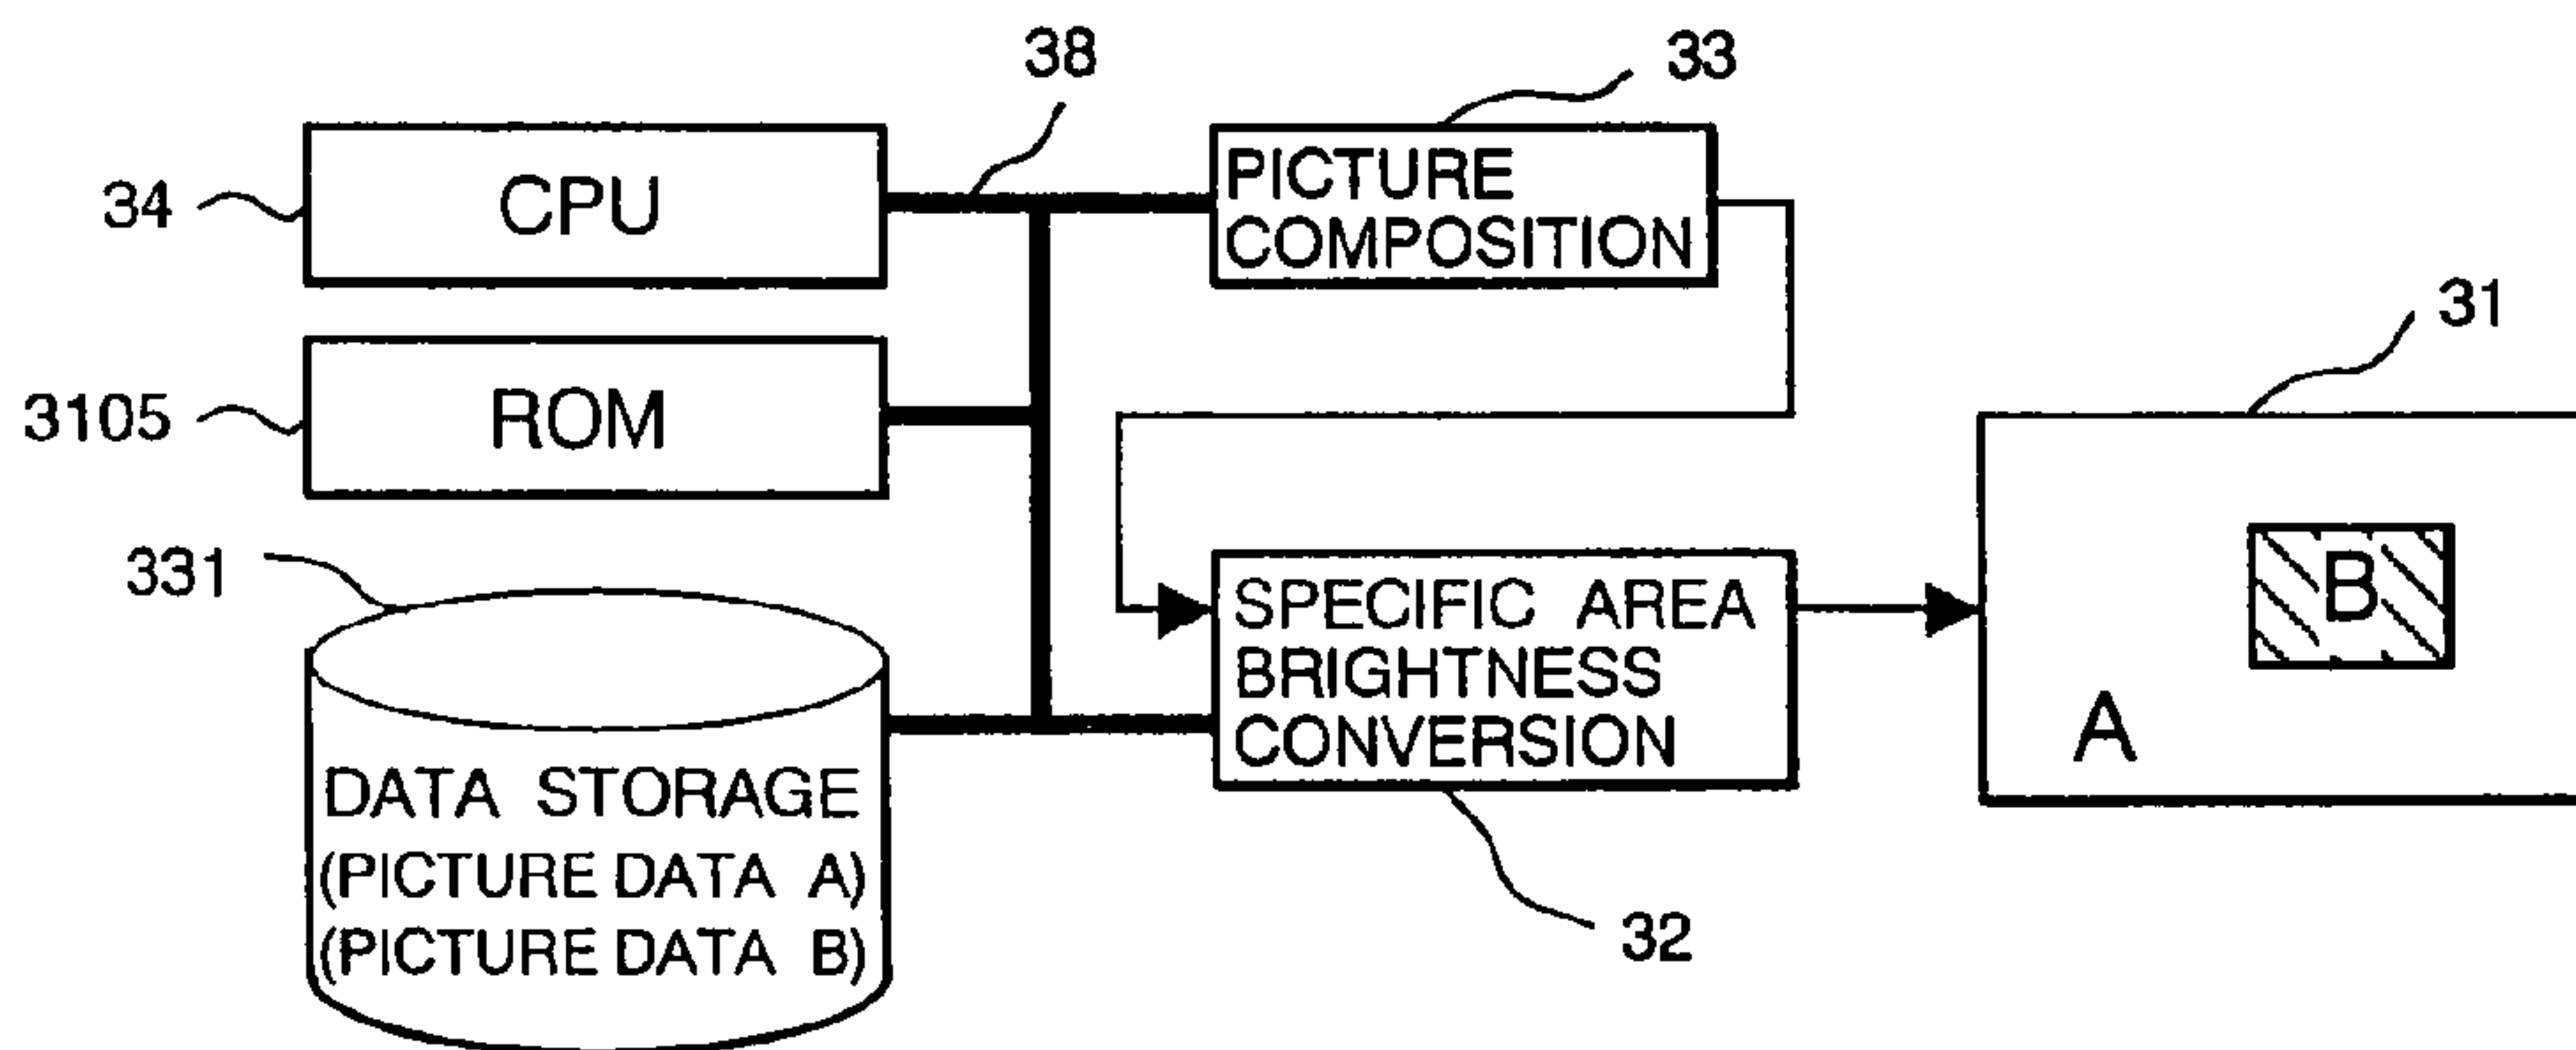 38
33
34
CPU
PICTURE
COMPOSITION
31
3105
ROM
331
SPECIFIC AREA
BRIGHTNESS
CONVERSION
B
A
DATA STORAGE
(PICTURE DATA A)
(PICTURE DATA B)
32